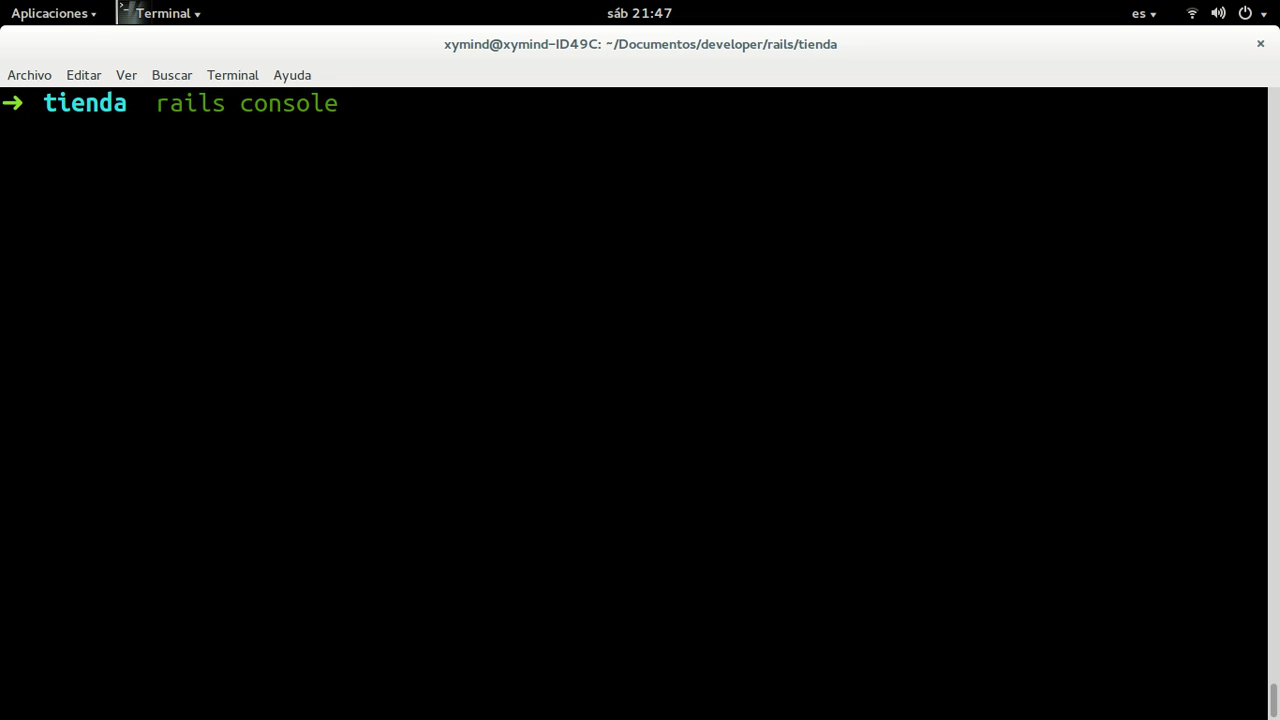 Aplicaciones Terminal sáb 21:47 es
xymind@xymind-ID49C: ~/Documentos/developer/rails/tienda ×
Archivo Editar Ver Buscar Terminal Ayuda
➜ tienda rails console